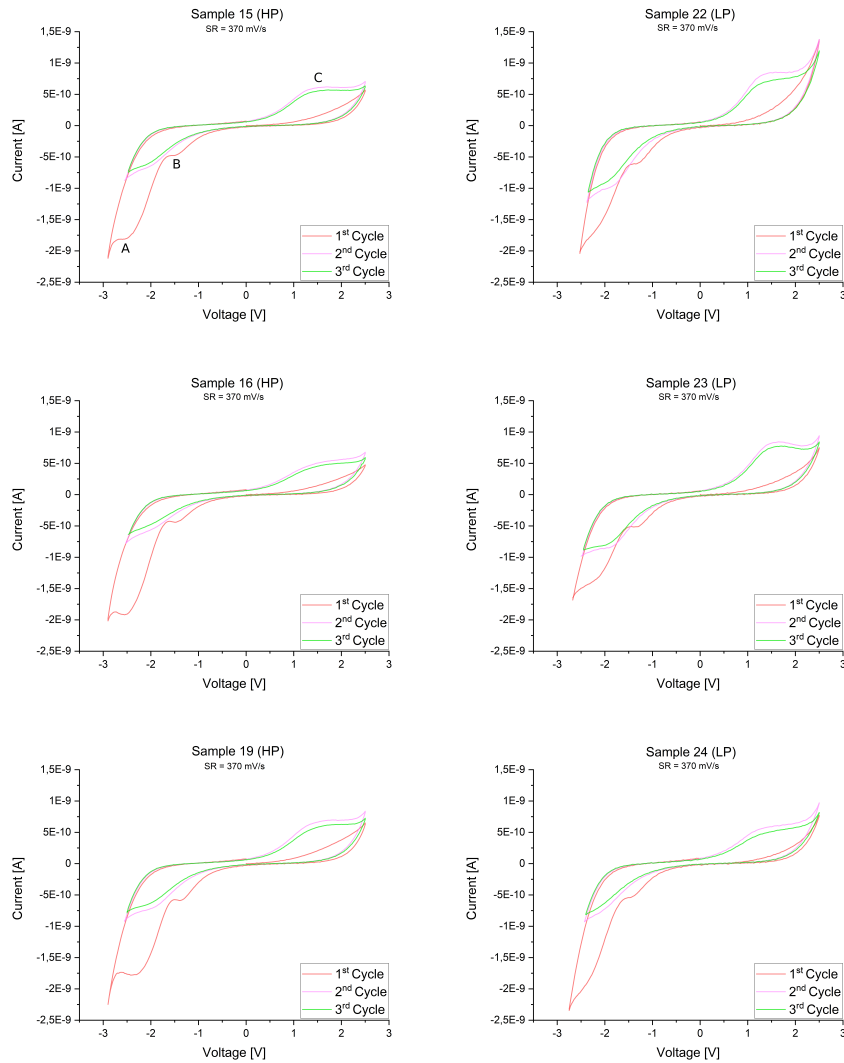 Sample 15 (HP)
SR = 370 mV/s
1,5E-9
1E-9
5E-10
0
-5E-10
-1E-9
-1,5E-9
-2E-9
-2,5E-9
Current [A]
A
B
C
1st Cycle
2nd Cycle
3rd Cycle
-3 -2 -1 0 1 2 3
Voltage [V]
Sample 22 (LP)
SR = 370 mV/s
1,5E-9
1E-9
5E-10
0
-5E-10
-1E-9
-1,5E-9
-2E-9
-2,5E-9
Current [A]
1st Cycle
2nd Cycle
3rd Cycle
-3 -2 -1 0 1 2 3
Voltage [V]
Sample 16 (HP)
SR = 370 mV/s
1,5E-9
1E-9
5E-10
0
-5E-10
-1E-9
-1,5E-9
-2E-9
-2,5E-9
Current [A]
1st Cycle
2nd Cycle
3rd Cycle
-3 -2 -1 0 1 2 3
Voltage [V]
Sample 23 (LP)
SR = 370 mV/s
1,5E-9
1E-9
5E-10
0
-5E-10
-1E-9
-1,5E-9
-2E-9
-2,5E-9
Current [A]
1st Cycle
2nd Cycle
3rd Cycle
-3 -2 -1 0 1 2 3
Voltage [V]
Sample 19 (HP)
SR = 370 mV/s
1,5E-9
1E-9
5E-10
0
-5E-10
-1E-9
-1,5E-9
-2E-9
-2,5E-9
Current [A]
1st Cycle
2nd Cycle
3rd Cycle
-3 -2 -1 0 1 2 3
Voltage [V]
Sample 24 (LP)
SR = 370 mV/s
1,5E-9
1E-9
5E-10
0
-5E-10
-1E-9
-1,5E-9
-2E-9
-2,5E-9
Current [A]
1st Cycle
2nd Cycle
3rd Cycle
-3 -2 -1 0 1 2 3
Voltage [V]